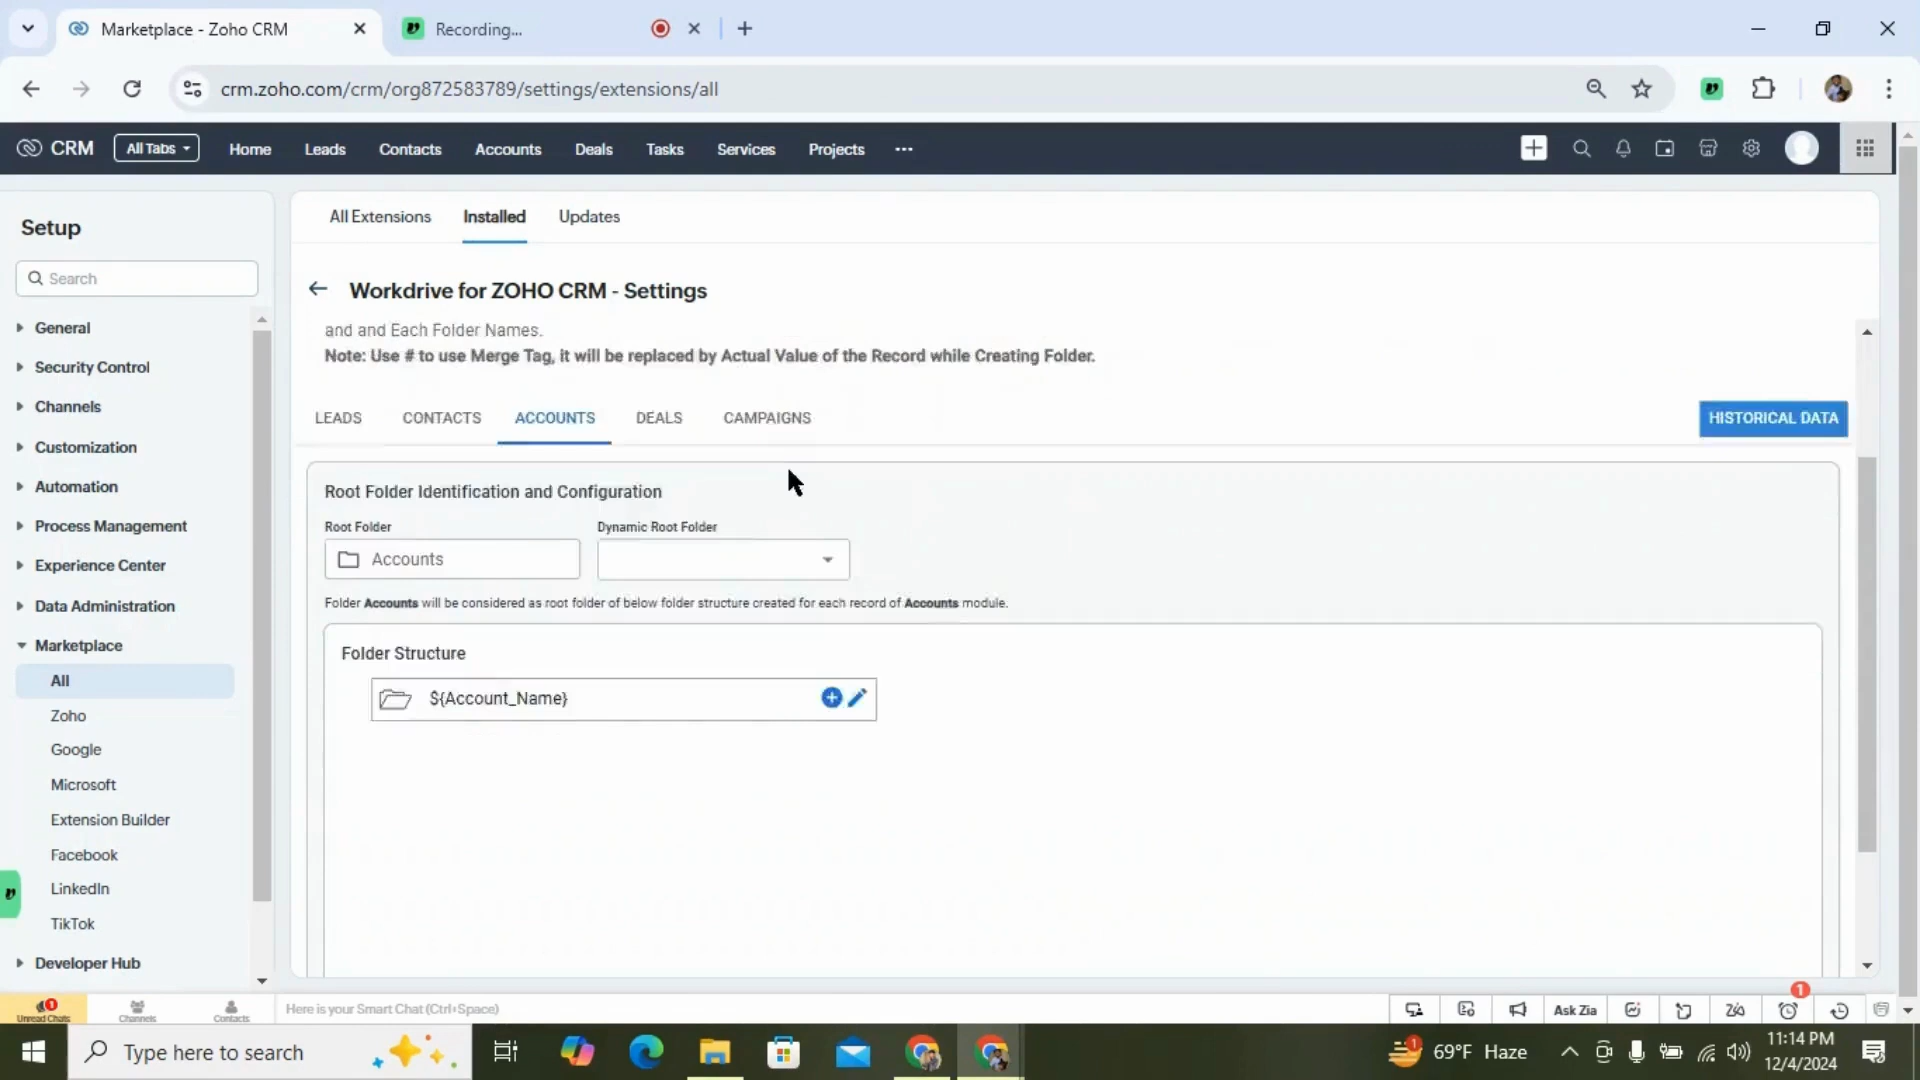 Marketplace - Zoho CRM
Recording...
crm.zoho.com/crm/org872583789/settings/extensions/all
CRM
All Tabs
Home
Leads
Contacts
Accounts
Deals
Tasks
Services
Projects
Setup
Search
General
Security Control
Channels
Customization
Automation
Process Management
Experience Center
Data Administration
Marketplace
All
Zoho
Google
Microsoft
Extension Builder
Facebook
LinkedIn
TikTok
Developer Hub
All Extensions
Installed
Updates
Workdrive for ZOHO CRM - Settings
and and Each Folder Names.
Note: Use # to use Merge Tag, it will be replaced by Actual Value of the Record while Creating Folder.
LEADS
CONTACTS
ACCOUNTS
DEALS
CAMPAIGNS
HISTORICAL DATA
Root Folder Identification and Configuration
Root Folder
Dynamic Root Folder
Accounts
Folder Accounts will be considered as root folder of below folder structure created for each record of Accounts module.
Folder Structure
${Account_Name}
1
Unread Chats
Channels
Contacts
Here is your Smart Chat (Ctrl+Space)
Ask Zia
1
Type here to search
1
69°F Haze
11:14 PM
12/4/2024